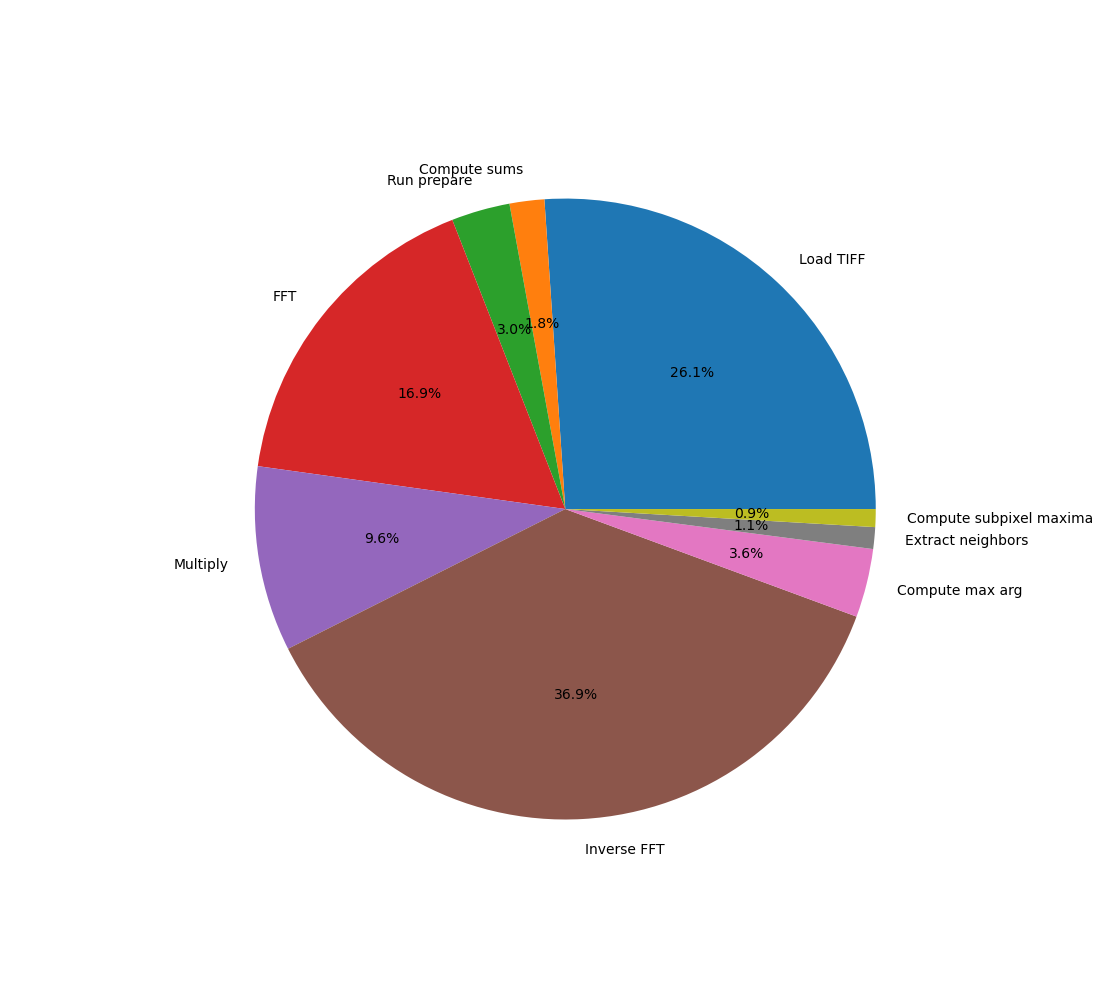 Compute sums
Run prepare
Load TIFF
FFT
1.8%
3.0%
26.1%
16.9%
0.9%
Compute subpixel maxima
1.1%
Extract neighbors
9.6%
3.6%
Multiply
Compute max arg
36.9%
Inverse FFT